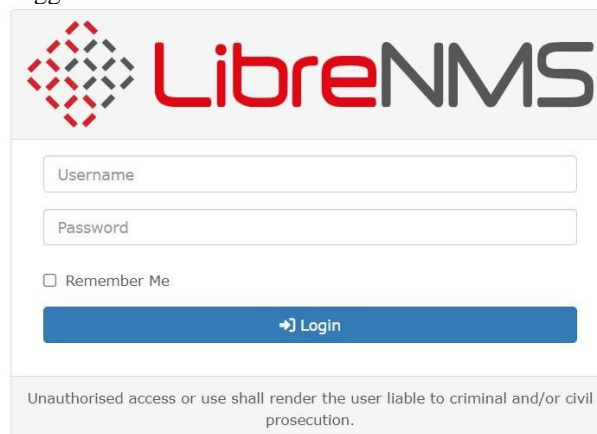 LibreNMS
Username
Password
Remember Me
Login
Unauthorised access or use shall render the user liable to criminal and/or civil
prosecution.